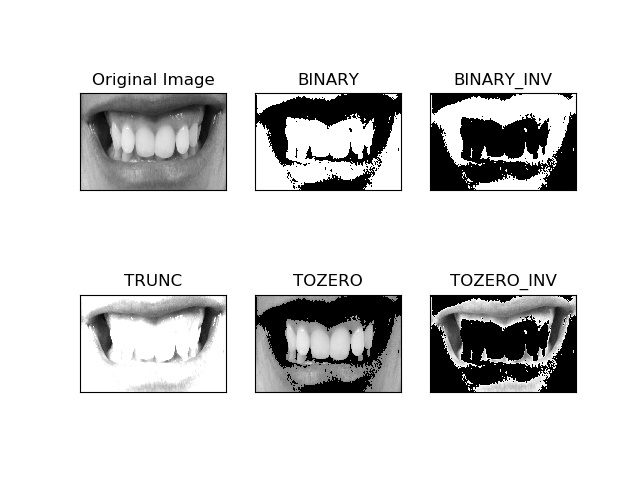 Original Image
BINARY
BINARY_INV
TRUNC
TOZERO
TOZERO_INV